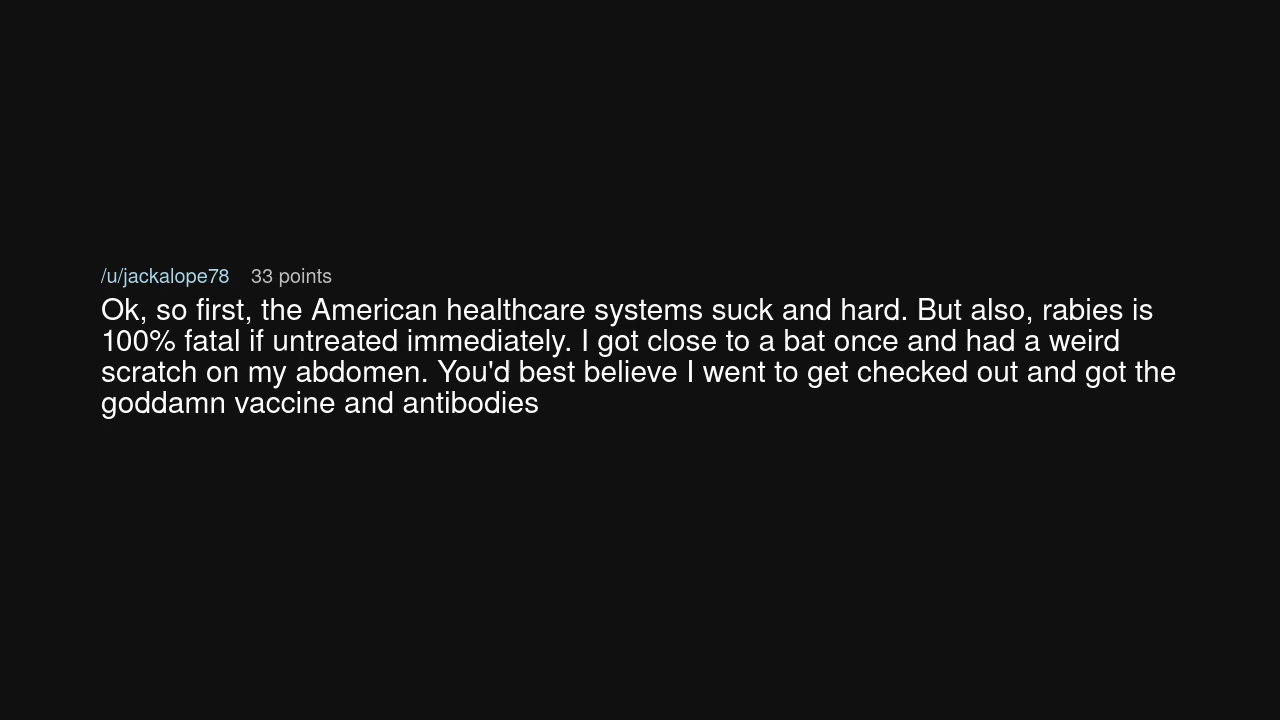 /u/jackalope78 33 points
Ok, so first, the American healthcare systems suck and hard. But also, rabies is
100% fatal if untreated immediately. I got close to a bat once and had a weird
scratch on my abdomen. You'd best believe I went to get checked out and got the
goddamn vaccine and antibodies